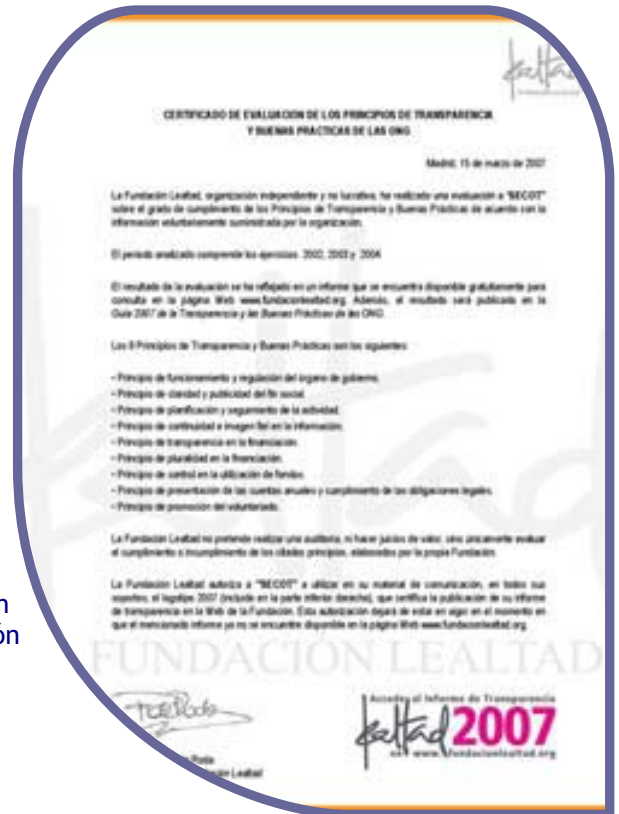 lealtad
CERTIFICADO DE EVALUACIÓN DE LOS PRINCIPIOS DE TRANSPARENCIA
Y BUENAS PRÁCTICAS DE LAS ONG
Madrid, 15 de marzo de 2007
La Fundación Lealtad, organización independiente y no lucrativa, ha realizado una evaluación a "SECOT"
sobre el grado de cumplimiento de los Principios de Transparencia y Buenas Prácticas de acuerdo con la
información voluntariamente suministrada por la organización.
El periodo analizado comprende los ejercicios 2002, 2003 y 2004
El resultado de la evaluación se ha reflejado en un informe que se encuentra disponible gratuitamente para
consulta en la página Web www.fundacionlealtad.org. Además, el resultado será publicado en la
Guía 2007 de la Transparencia y las Buenas Prácticas de las ONG.
Los 9 Principios de Transparencia y Buenas Prácticas son los siguientes:
- Principio de funcionamiento y regulación del órgano de gobierno.
- Principio de claridad y publicidad del fin social.
- Principio de planificación y seguimiento de la actividad.
- Principio de continuidad e imagen fiel en la información.
- Principio de transparencia en la financiación.
- Principio de pluralidad en la financiación.
- Principio de control en la utilización de fondos.
- Principio de presentación de las cuentas anuales y cumplimiento de las obligaciones legales.
- Principio de promoción del voluntariado.
La Fundación Lealtad no pretende realizar una auditoría, ni hacer juicios de valor, sino únicamente evaluar
el cumplimiento o incumplimiento de los citados principios, elaborados por la propia Fundación.
La Fundación Lealtad autoriza a "SECOT" a utilizar en su material de comunicación, en todos sus
soportes, el logotipo 2007 (incluido en la parte inferior derecha), que certifica la publicación de su informe
de transparencia en la Web de la Fundación. Esta autorización dejará de estar en vigor en el momento en
que el mencionado informe ya no se encuentre disponible en la página Web www.fundacionlealtad.org.
n
ón
FUNDACIÓN LEALTAD
Acceda al Informe de Transparencia
lealtad 2007
en www.fundacionlealtad.org
Rada
Lealtad